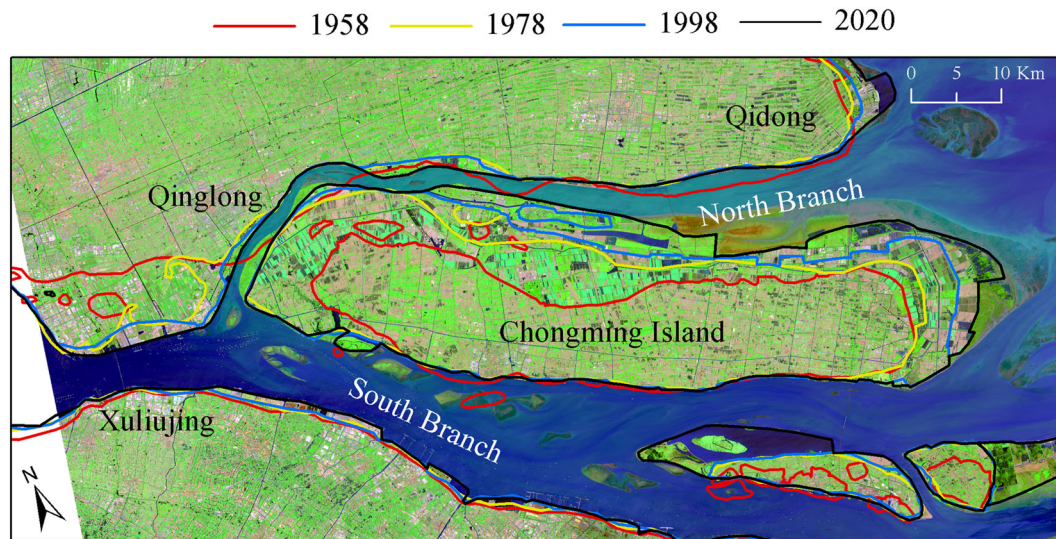 1958 1978 1998 2020
0 5 10 Km
Qidong
Qinglong
North Branch
Chongming Island
South Branch
Xuliujing
N